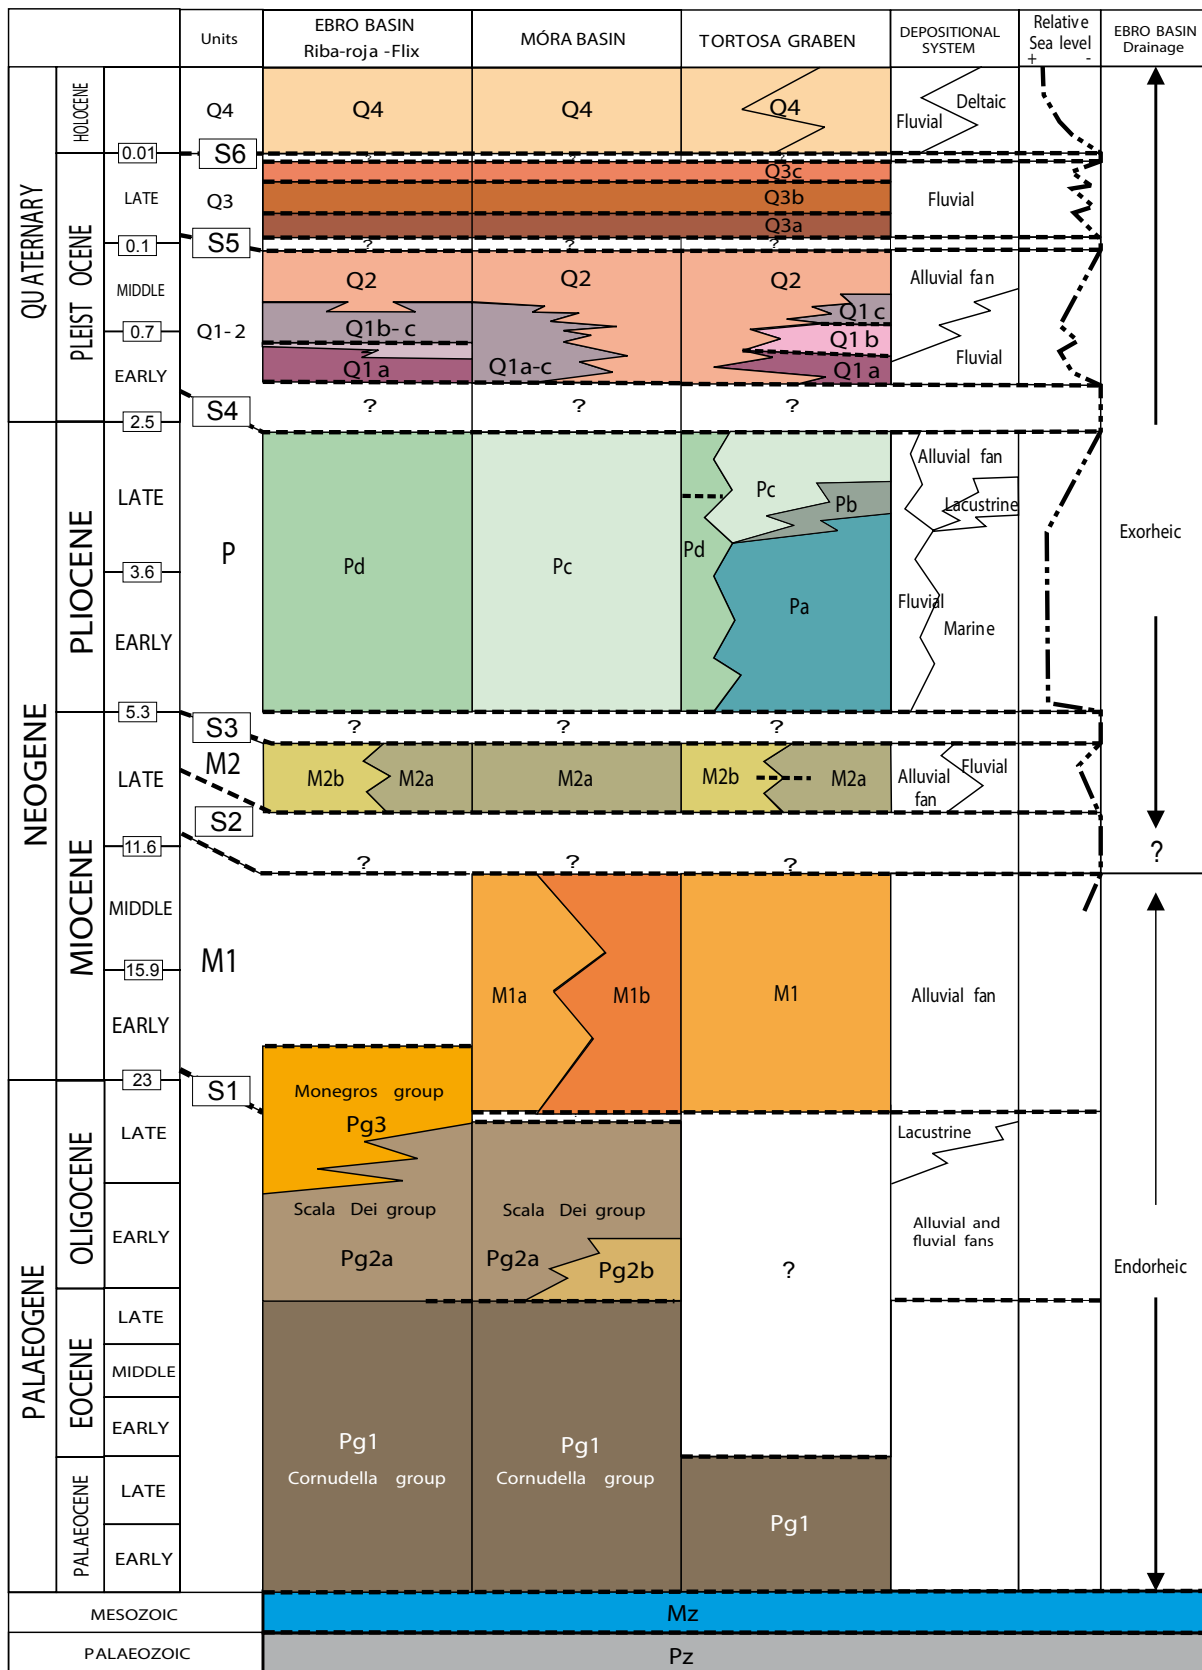 Units
EBRO BASIN
Riba-roja -Flix
MÓRA BASIN
TORTOSA GRABEN
DEPOSITIONAL
SYSTEM
Relative
Sea level
+ -
EBRO BASIN
Drainage
QUATERNARY
HOLOCENE
Q4
Q4
Q4
Q4
Fluvial
Deltaic
0.01
S6
? ? ?
PLEIST OCENE
LATE
Q3
Q3c
Q3b
Q3a
Fluvial
0.1
S5
? ? ?
MIDDLE
Q2
Q2
Q2
Alluvial fan
0.7
Q1-2
Q1b-c
Q1c
Q1b
Fluvial
EARLY
Q1a
Q1a-c
Q1a
S4
? ? ?
2.5
NEOGENE
PLIOCENE
LATE
Pc
Pb
Alluvial fan
Lacustrine
Exorheic
P
Pd
Pc
Pd
3.6
Pa
Fluvial
Marine
EARLY
5.3
S3
? ? ?
MIOCENE
LATE
M2
M2b
M2a
M2a
M2b
M2a
Alluvial
fan
Fluvial
S2
11.6
? ? ?
?
MIDDLE
M1
15.9
M1a
M1b
M1
Alluvial fan
EARLY
23
S1
PALAEOGENE
OLIGOCENE
LATE
Monegros group
Pg3
Lacustrine
EARLY
Scala Dei group
Pg2a
Scala Dei group
Pg2a
Pg2b
?
Alluvial and
fluvial fans
Endorheic
EOCENE
LATE
MIDDLE
EARLY
Pg1
Cornudella group
Pg1
Cornudella group
PALAEOCENE
LATE
EARLY
Pg1
MESOZOIC
Mz
PALAEOZOIC
Pz